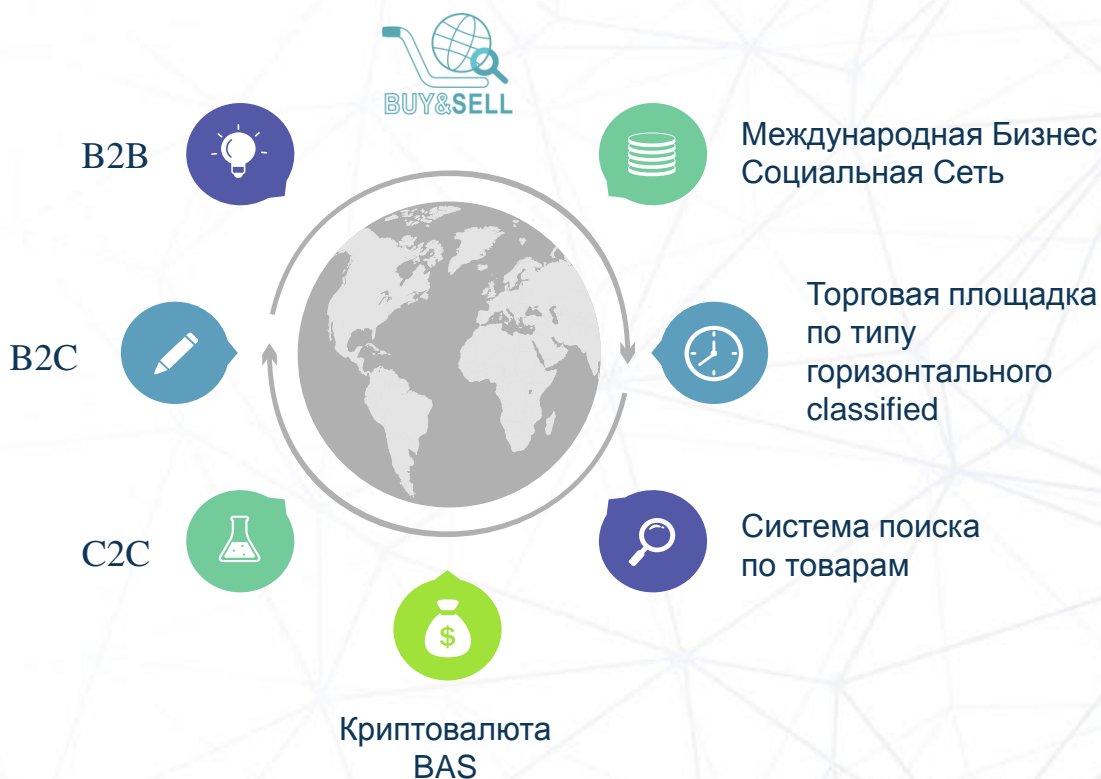 BUY&SELL
B2B
Международная Бизнес
Социальная Сеть
B2C
Торговая площадка
по типу
горизонтального
classified
C2C
Система поиска
по товарам
$
Криптовалюта
BAS